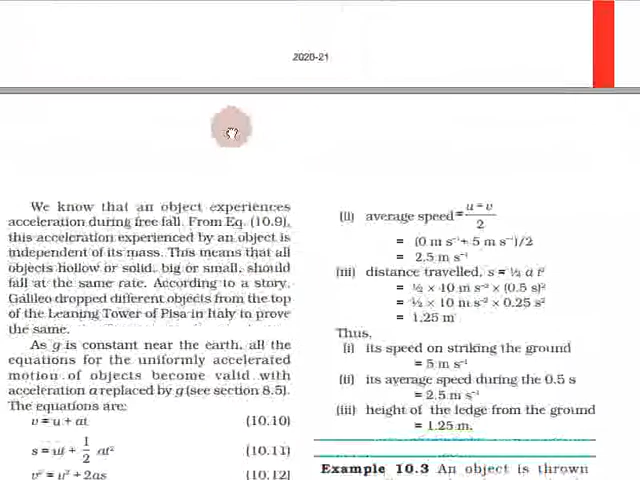 2020-21
We know that an object experiences
acceleration during free fall. From Eq. (10.9),
this acceleration experienced by an object is
independent of its mass. This means that all
objects hollow or solid, big or small, should
fall at the same rate. According to a story,
Galileo dropped different objects from the top
of the Leaning Tower of Pisa in Italy to prove
the same.
As g is constant near the earth, all the
equations for the uniformly accelerated
motion of objects become valid with
acceleration a replaced by g (see section 8.5).
The equations are:
v = u + at (10.10)
s = ut + 1/2 at² (10.11)
v² = u² + 2as (10.12)
(ii) average speed = u + v / 2
= (0 m s⁻¹ + 5 m s⁻¹)/2
= 2.5 m s⁻¹
(iii) distance travelled, s = ½ a t²
= ½ × 10 m s⁻² × (0.5 s)²
= ½ × 10 m s⁻² × 0.25 s²
= 1.25 m
Thus,
(i) its speed on striking the ground
= 5 m s⁻¹
(ii) its average speed during the 0.5 s
= 2.5 m s⁻¹
(iii) height of the ledge from the ground
= 1.25 m.
Example 10.3 An object is thrown